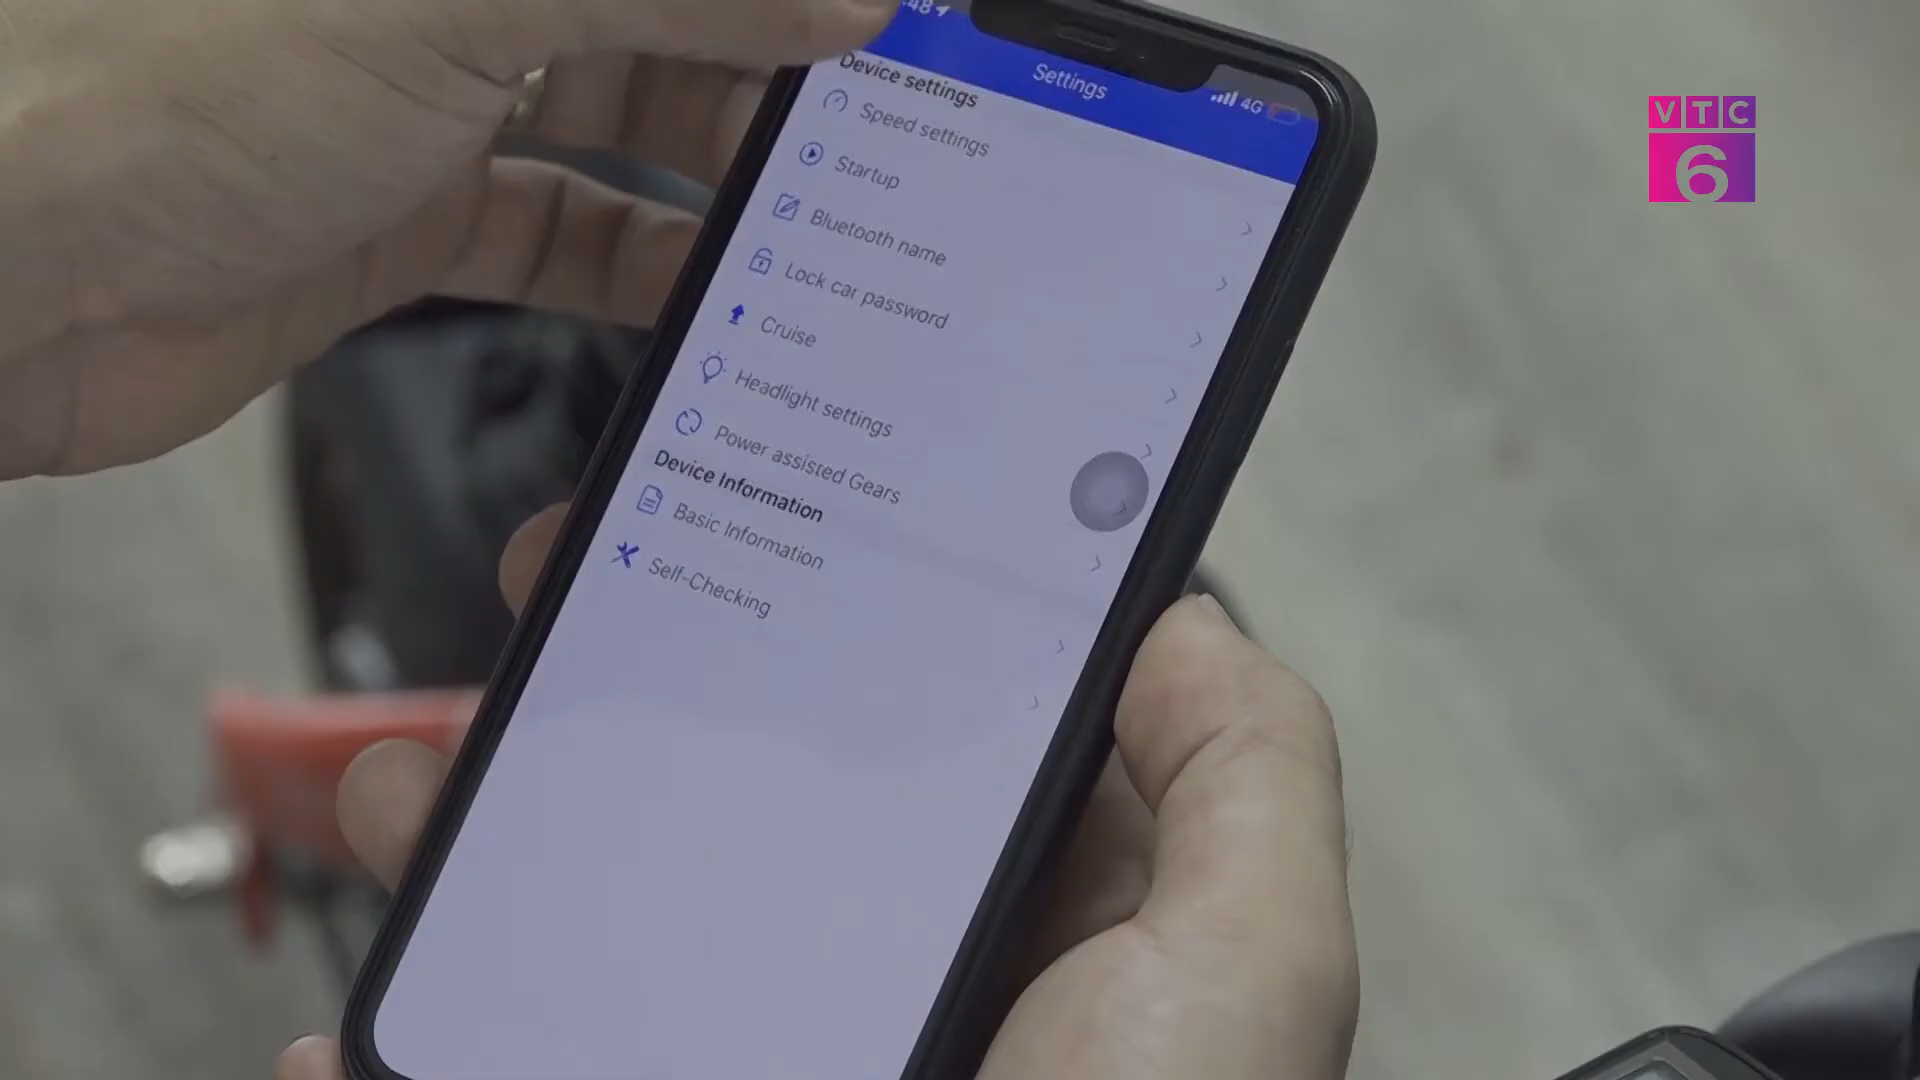 :48
Settings
4G
Device settings
Speed settings
Startup
Bluetooth name
Lock car password
Cruise
Headlight settings
Power assisted Gears
Device Information
Basic Information
Self-Checking
VTC
6